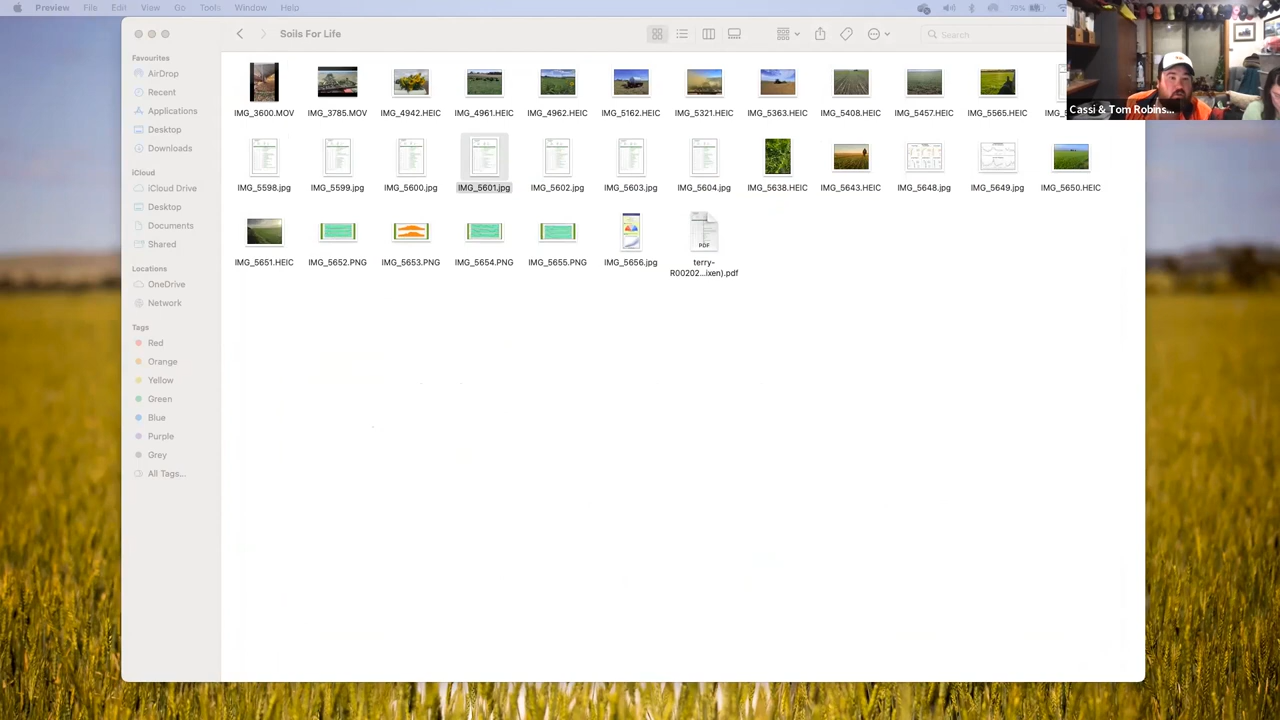 Preview File Edit View Go Tools Window Help 70%
Soils For Life
Search
Cassi & Tom Robins...
Favourites
AirDrop
Recent
Applications
Desktop
Downloads
iCloud
iCloud Drive
Desktop
Documents
Shared
Locations
OneDrive
Network
Tags
Red
Orange
Yellow
Green
Blue
Purple
Grey
All Tags...
IMG_3600.MOV IMG_3785.MOV IMG_4942.HEIC IMG_4961.HEIC IMG_4962.HEIC IMG_5162.HEIC IMG_5321.HEIC IMG_5363.HEIC IMG_5408.HEIC IMG_5457.HEIC IMG_5565.HEIC
IMG_5598.jpg IMG_5599.jpg IMG_5600.jpg IMG_5601.jpg IMG_5602.jpg IMG_5603.jpg IMG_5604.jpg IMG_5638.HEIC IMG_5643.HEIC IMG_5648.jpg IMG_5649.jpg IMG_5650.HEIC
PDF
IMG_5651.HEIC IMG_5652.PNG IMG_5653.PNG IMG_5654.PNG IMG_5655.PNG IMG_5656.jpg terry-
R00202...ixen).pdf